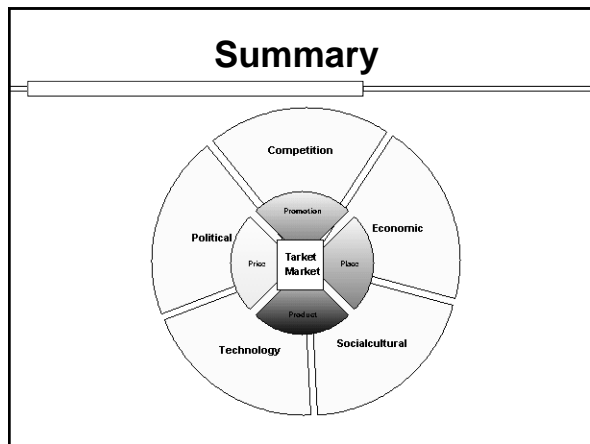 Summary
Competition
Promotion
Political
Economic
Price
Tarket
Market
Place
Product
Technology
Socialcultural